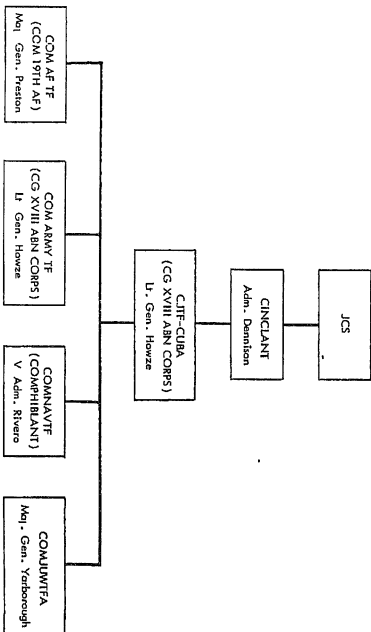 JCS
CINCLANT
Adm. Dennison
CJTF-CUBA
(CG XVIII ABN CORPS)
Lt. Gen. Howze
COM AF TF
(COM 19TH AF)
Maj Gen. Preston
COM ARMY TF
(CG XVIII ABN CORPS)
Lt Gen. Howze
COMNAVTF
(COMPHIBLANT)
V Adm. Rivero
COMJUWTFA
Maj. Gen. Yarborough